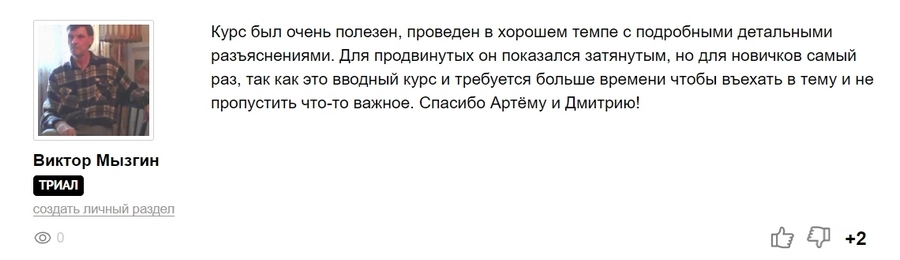 Курс был очень полезен, проведен в хорошем темпе с подробными детальными
разъяснениями. Для продвинутых он показался затянутым, но для новичков самый
раз, так как это вводный курс и требуется больше времени чтобы въехать в тему и не
пропустить что-то важное. Спасибо Артёму и Дмитрию!
Виктор Мызгин
ТРИАЛ
создать личный раздел
0
+2